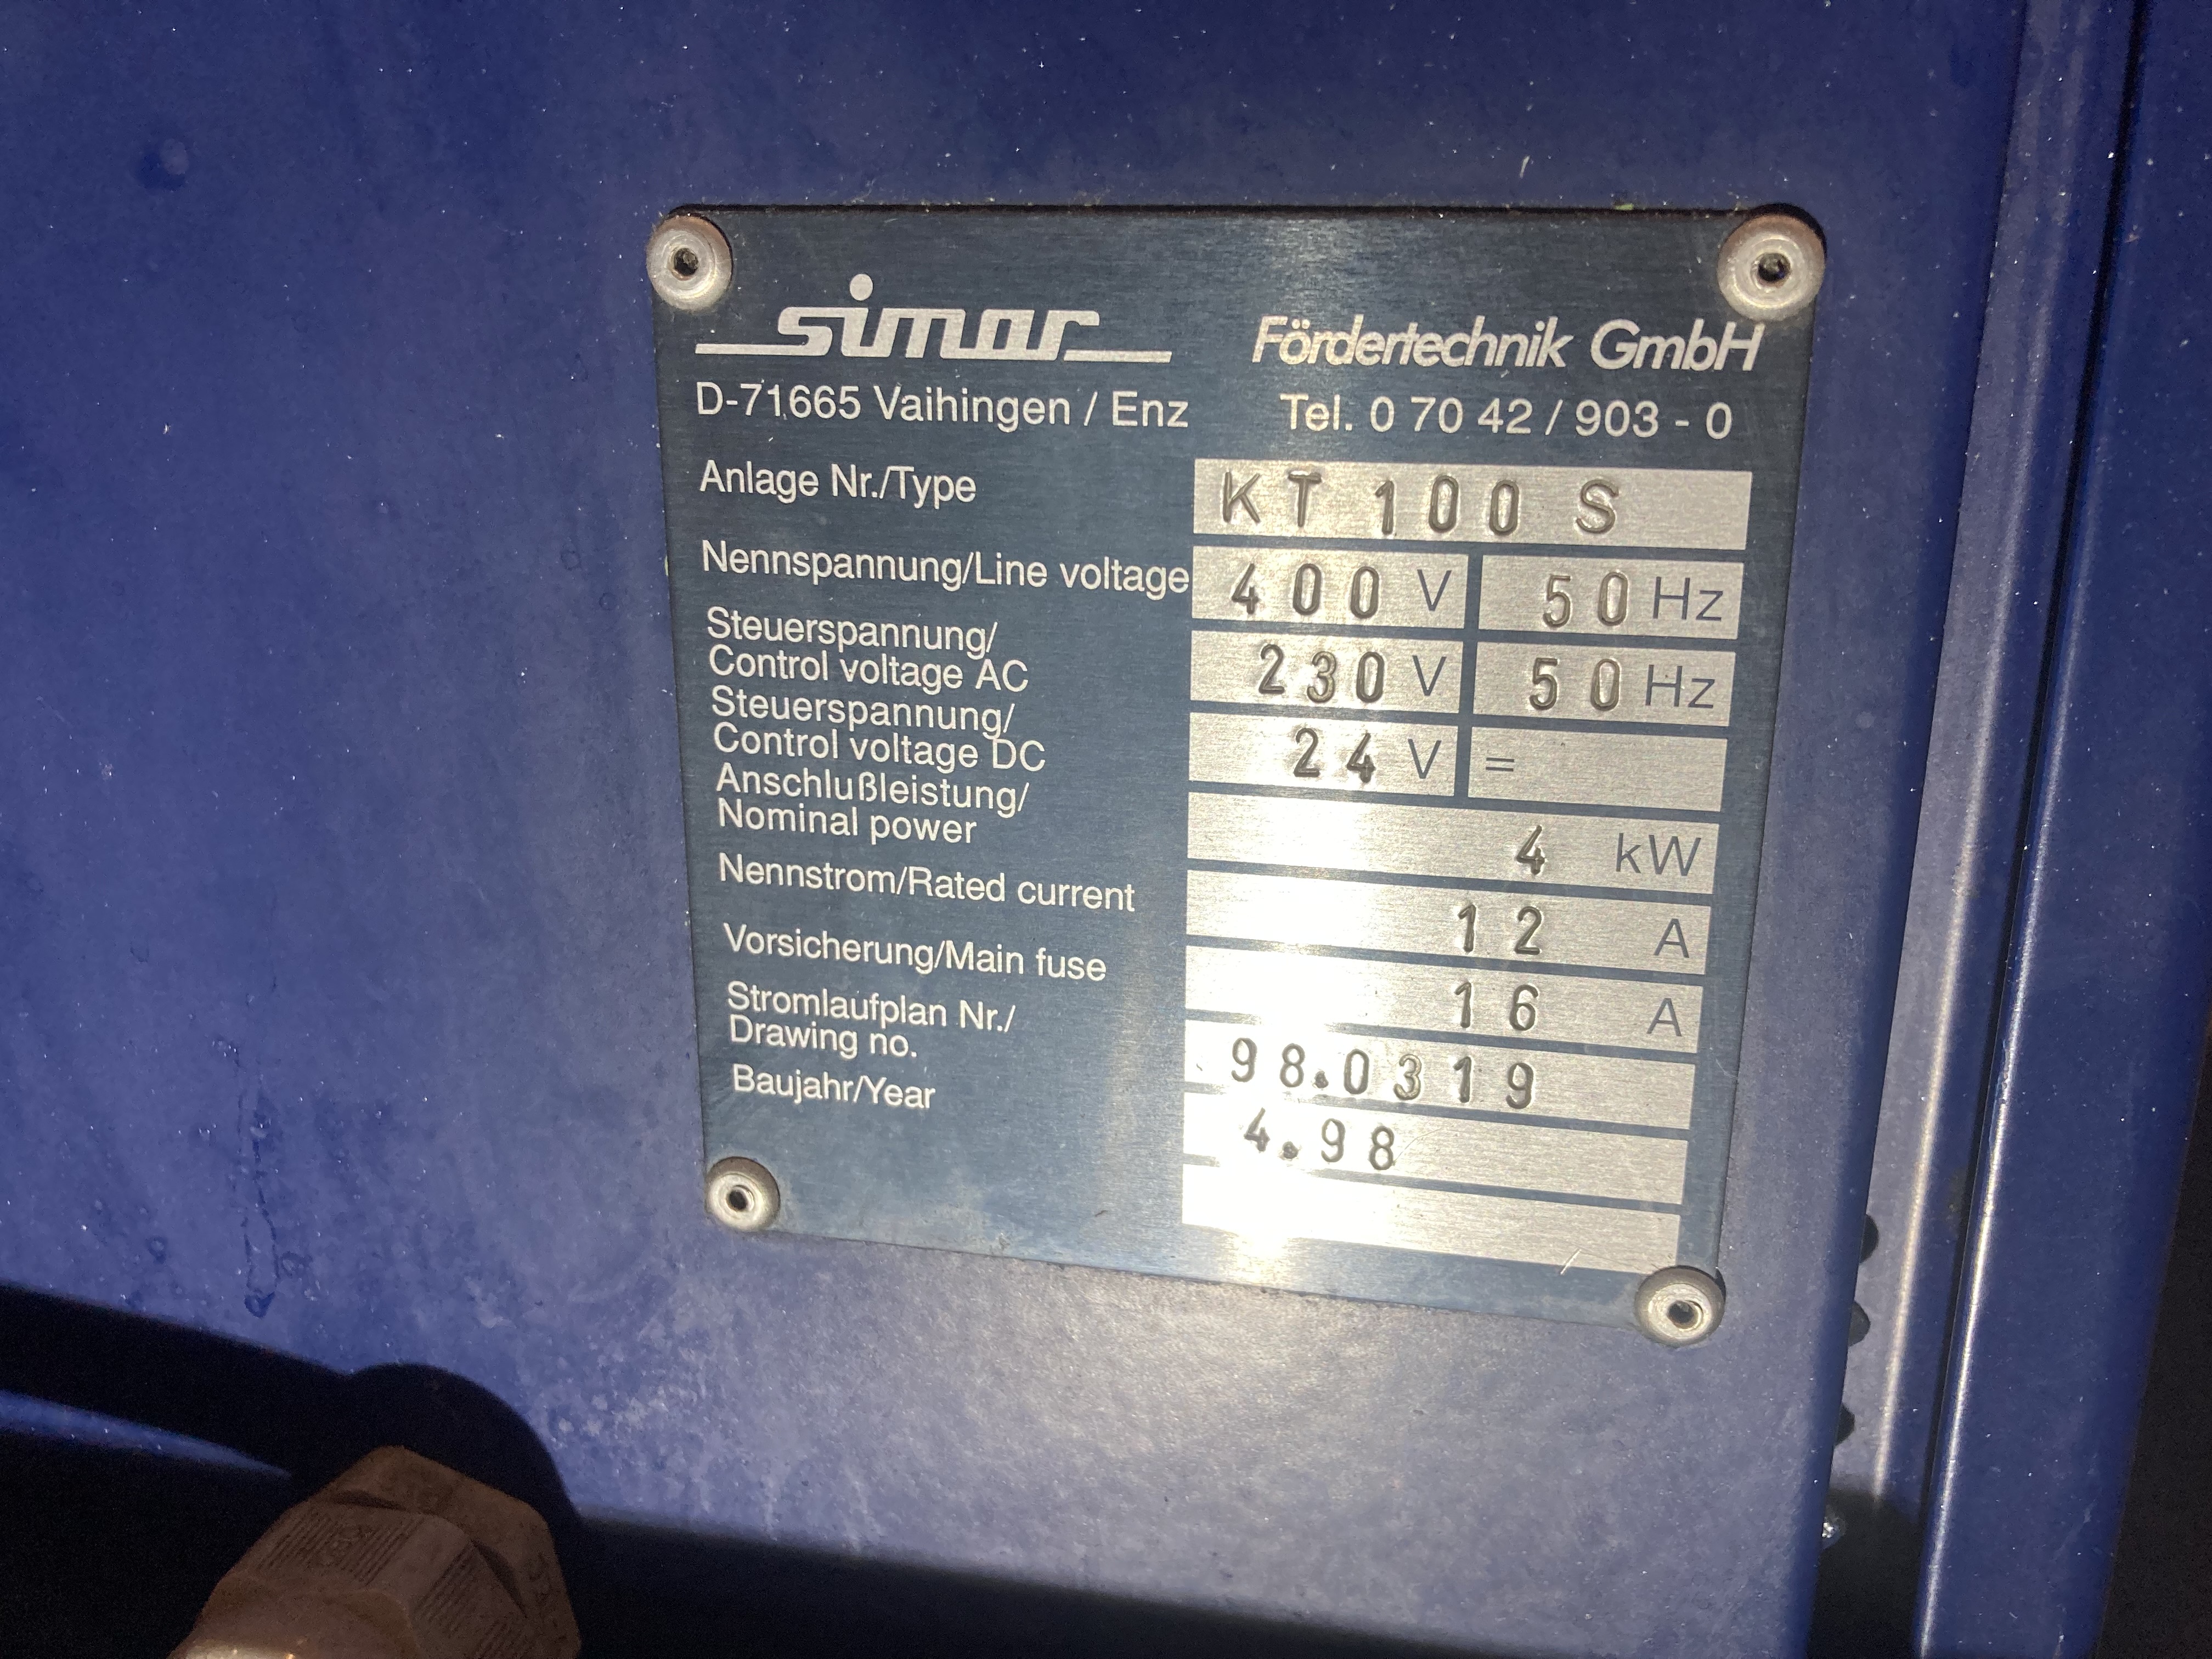 simar Fördertechnik GmbH
D-71665 Vaihingen / Enz Tel. 0 70 42 / 903 - 0
Anlage Nr./Type KT 100 S
Nennspannung/Line voltage 400 V 50 Hz
Steuerspannung/
Control voltage AC 230 V 50 Hz
Steuerspannung/
Control voltage DC 24 V =
Anschlußleistung/
Nominal power 4 kW
Nennstrom/Rated current 12 A
Vorsicherung/Main fuse 16 A
Stromlaufplan Nr./
Drawing no. 98.0319
Baujahr/Year 4.98